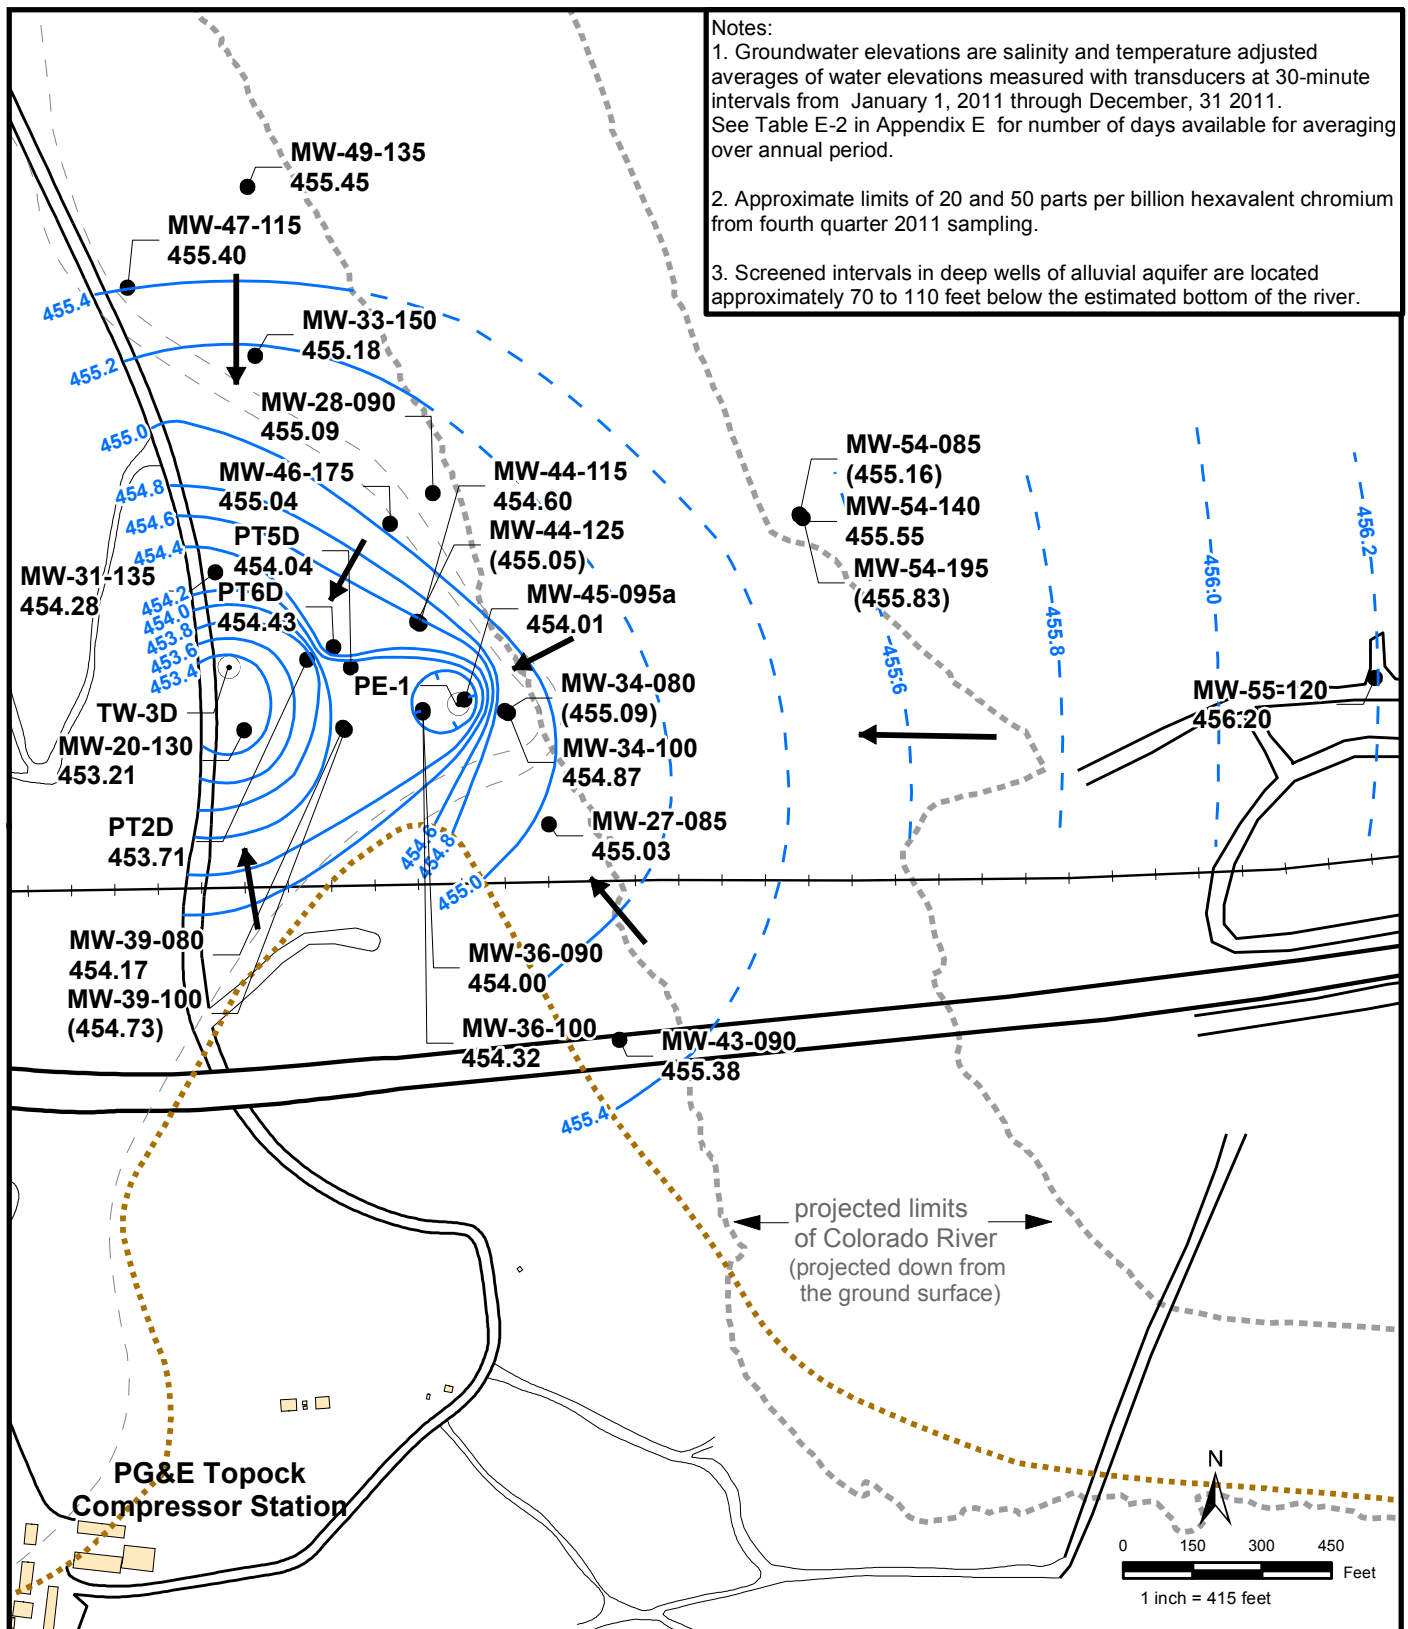 Notes:
1. Groundwater elevations are salinity and temperature adjusted
averages of water elevations measured with transducers at 30-minute
intervals from January 1, 2011 through December, 31 2011.
See Table E-2 in Appendix E for number of days available for averaging
over annual period.
2. Approximate limits of 20 and 50 parts per billion hexavalent chromium
from fourth quarter 2011 sampling.
3. Screened intervals in deep wells of alluvial aquifer are located
approximately 70 to 110 feet below the estimated bottom of the river.
MW-49-135
455.45
MW-47-115
455.40
455.4
MW-33-150
455.18
455.2
MW-28-090
455.09
455.0
MW-46-175
455.04
MW-44-115
454.60
MW-44-125
(455.05)
454.8
454.6
454.4
PT5D
454.04
MW-31-135
454.28
PT6D
454.43
MW-45-095a
454.01
454.2
454.0
453.8
453.6
453.4
PE-1
MW-34-080
(455.09)
MW-34-100
454.87
TW-3D
MW-20-130
453.21
PT2D
453.71
MW-27-085
455.03
454.6
454.8
455.0
MW-39-080
454.17
MW-39-100
(454.73)
MW-36-090
454.00
MW-36-100
454.32
MW-43-090
455.38
455.4
MW-54-085
(455.16)
MW-54-140
455.55
MW-54-195
(455.83)
455.6
455.8
456.0
456.2
MW-55-120
456.20
projected limits
of Colorado River
(projected down from
the ground surface)
PG&E Topock
Compressor Station
N
0 150 300 450
Feet
1 inch = 415 feet